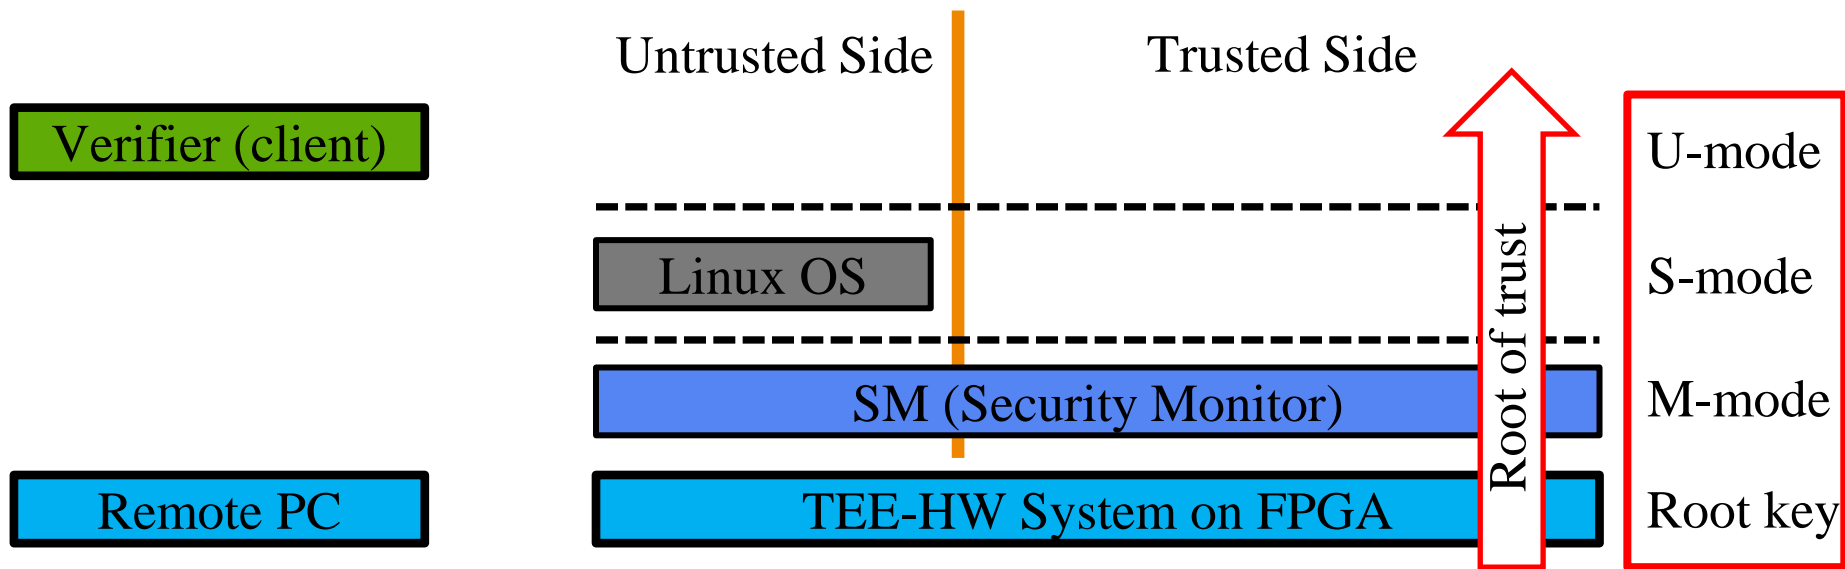 Untrusted Side
Trusted Side
Verifier (client)
U-mode
Linux OS
S-mode
SM (Security Monitor)
M-mode
Root of trust
Remote PC
TEE-HW System on FPGA
Root key